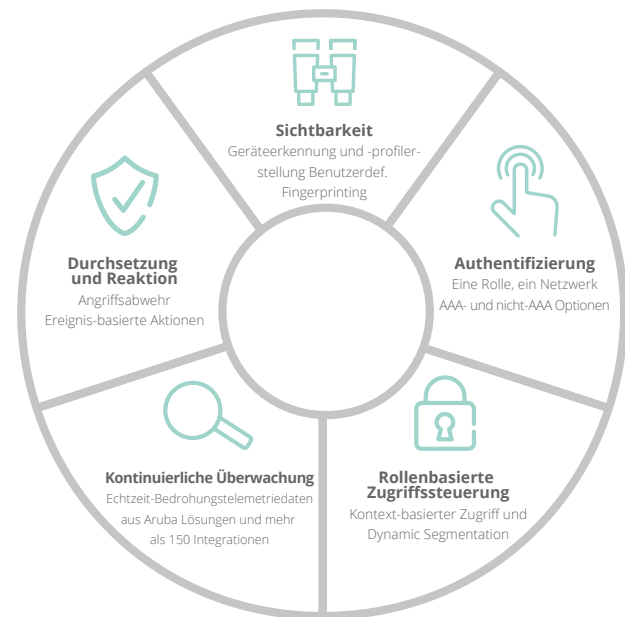 Sichtbarkeit
Geräteerkennung und -profiler-
stellung Benutzerdef.
Fingerprinting
Authentifizierung
Eine Rolle, ein Netzwerk
AAA- und nicht-AAA Optionen
Rollenbasierte
Zugriffssteuerung
Kontext-basierter Zugriff und
Dynamic Segmentation
Kontinuierliche Überwachung
Echtzeit-Bedrohungstelemetriedaten
aus Aruba Lösungen und mehr
als 150 Integrationen
Durchsetzung
und Reaktion
Angriffsabwehr
Ereignis-basierte Aktionen